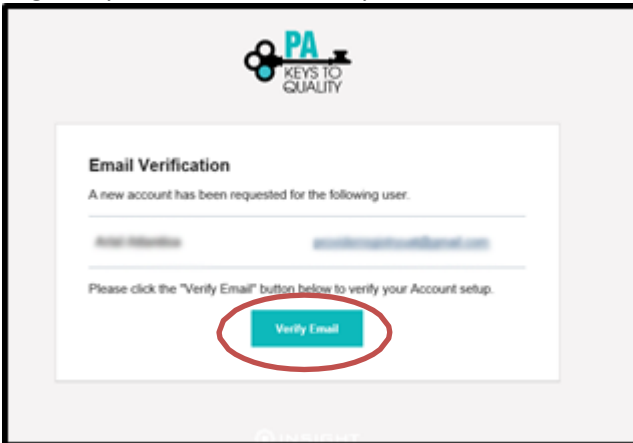 PA
KEYS TO
QUALITY
Email Verification
A new account has been requested for the following user.
Please click the "Verify Email" button below to verify your Account setup.
Verify Email
INSIGHT